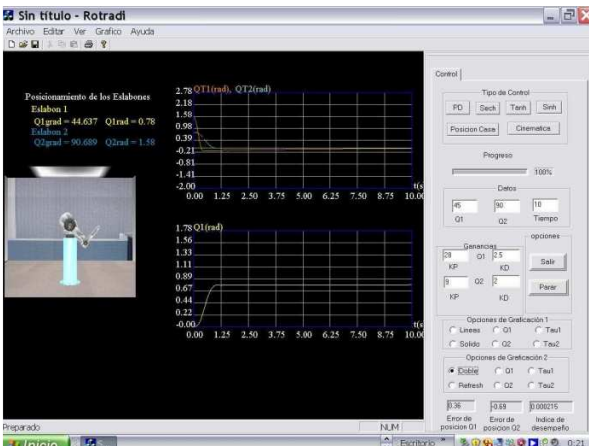 Sin título - Rotradi
Archivo Editar Ver Grafico Ayuda
Posicionamiento de los Eslabones
Eslabon 1
Q1grad = 44.637 Q1rad = 0.78
Eslabon 2
Q2grad = 90.689 Q2rad = 1.58
QT1(rad), QT2(rad)
2.78
2.18
1.58
0.98
0.39
-0.21
-0.81
-1.41
-2.00
0.00 1.25 2.50 3.75 5.00 6.25 7.50 8.75 10.00
t(s
Q1(rad)
1.78
1.56
1.33
1.11
0.89
0.67
0.44
0.22
-0.00
0.00 1.25 2.50 3.75 5.00 6.25 7.50 8.75 10.00
t(s
Control
Tipo de Control
PD Sech Tanh Sinh
Posicion Casa Cinematica
Progreso
100%
Datos
45 90 10
Q1 Q2 Tiempo
opciones
Ganancias
28 Q1 2.5
KP KD
Salir
9 Q2 2
KP KD
Parar
Opciones de Graficación 1
Lineas Q1 Tau1
Solido Q2 Tau2
Opciones de Graficación 2
Doble Q1 Tau1
Refresh Q2 Tau2
0.36 -0.69 0.000215
Error de posicion Q1
Error de posicion Q2
Indice de desempeño
Preparado
NUM
Inicio
Escritorio
0:21